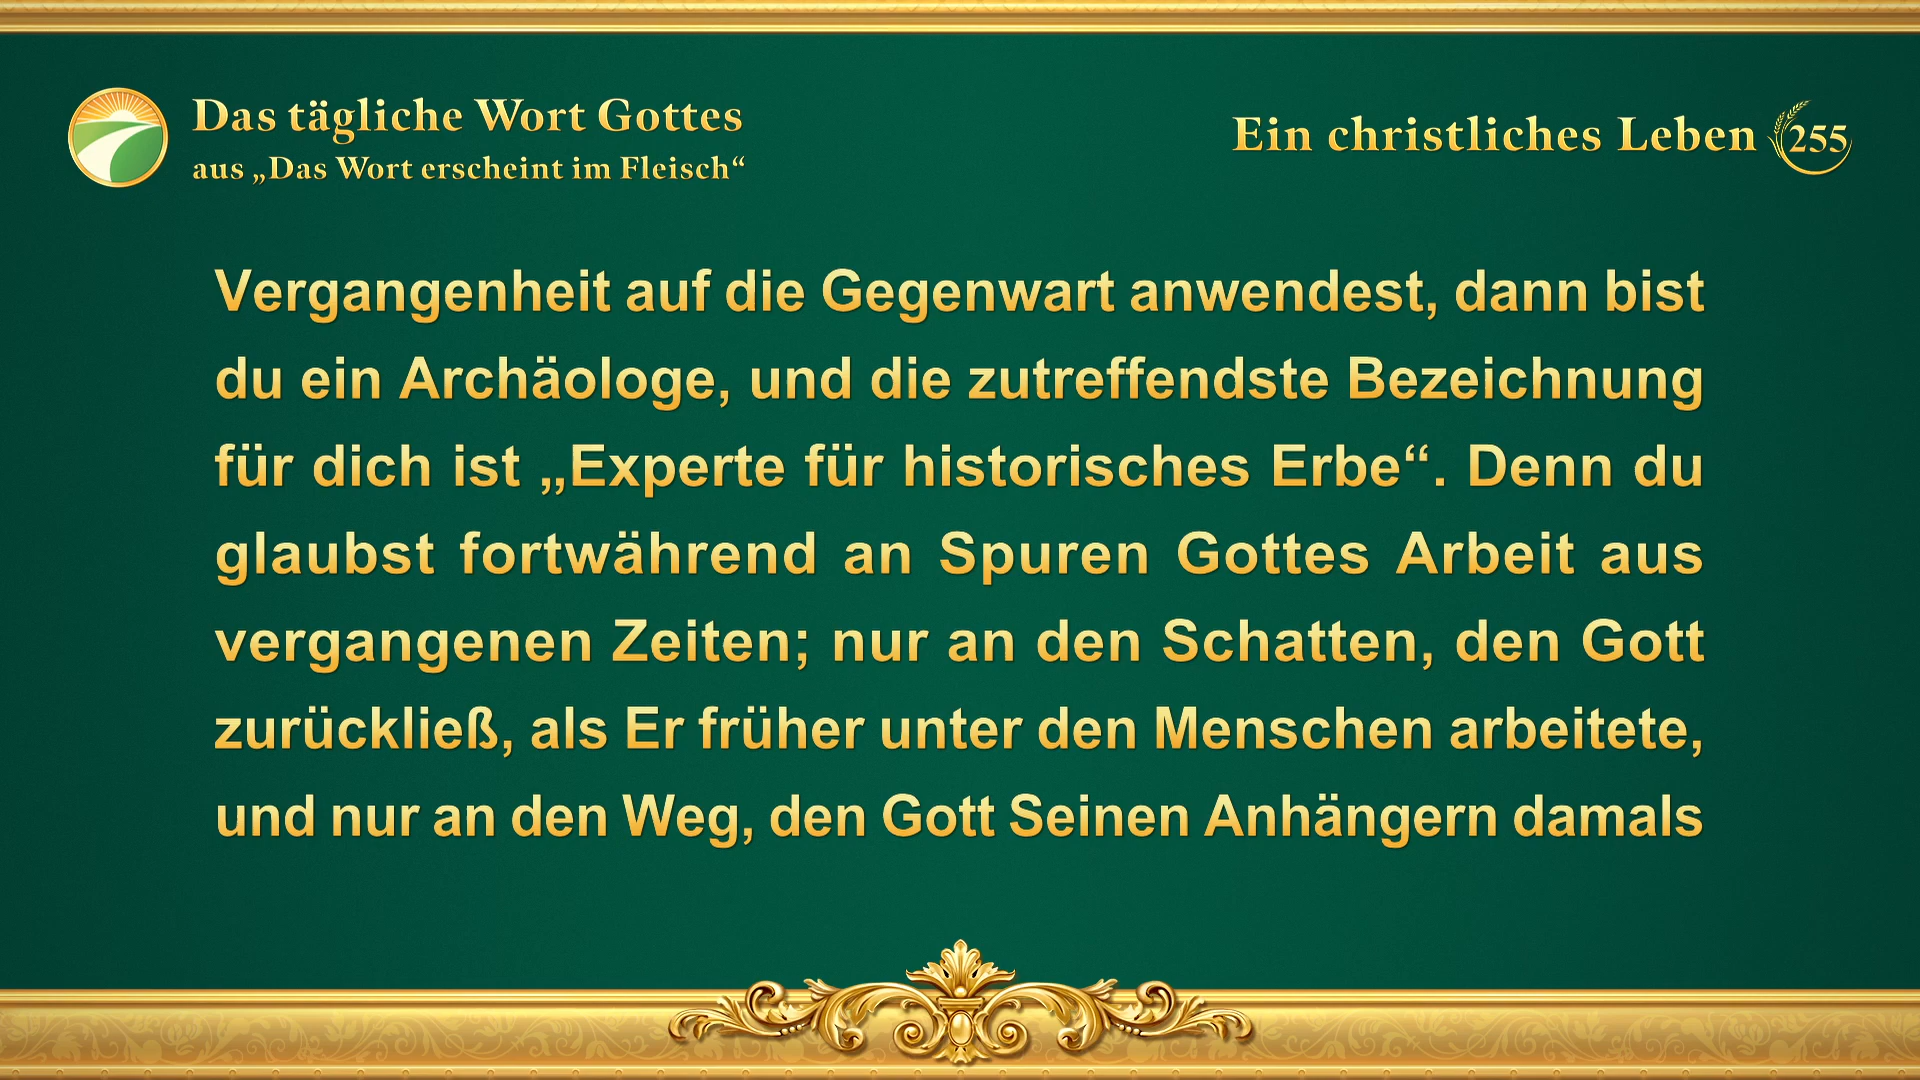 Das tägliche Wort Gottes
aus „Das Wort erscheint im Fleisch“
Ein christliches Leben 255
Vergangenheit auf die Gegenwart anwendest, dann bist
du ein Archäologe, und die zutreffendste Bezeichnung
für dich ist „Experte für historisches Erbe“. Denn du
glaubst fortwährend an Spuren Gottes Arbeit aus
vergangenen Zeiten; nur an den Schatten, den Gott
zurückließ, als Er früher unter den Menschen arbeitete,
und nur an den Weg, den Gott Seinen Anhängern damals